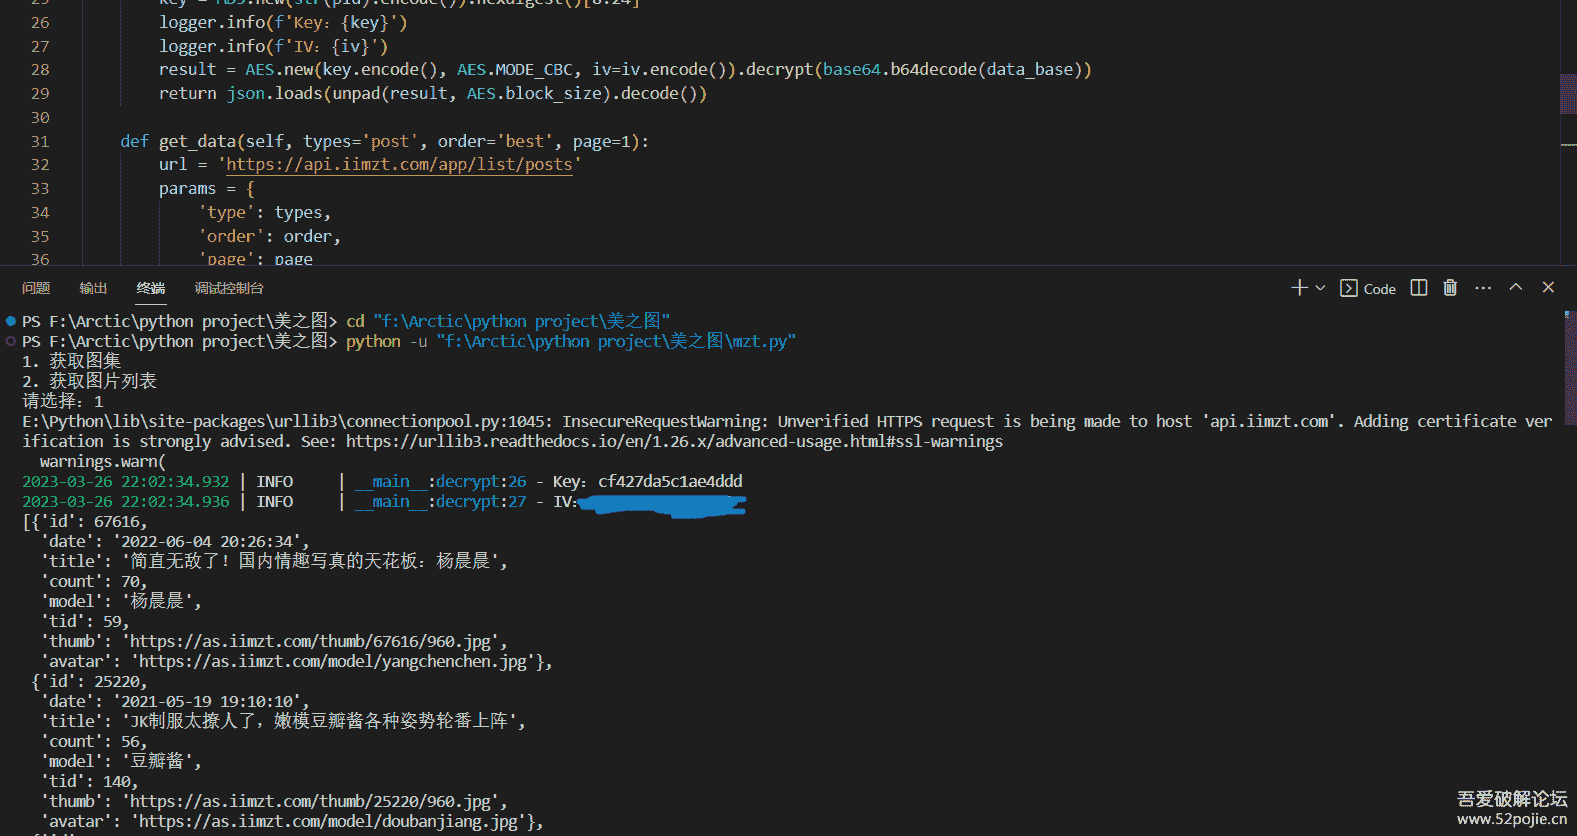 25 key = MD5.new(str(pid).encode()).hexdigest()[8:24]
26 logger.info(f'Key: {key}')
27 logger.info(f'IV: {iv}')
28 result = AES.new(key.encode(), AES.MODE_CBC, iv=iv.encode()).decrypt(base64.b64decode(data_base))
29 return json.loads(unpad(result, AES.block_size).decode())
30
31 def get_data(self, types='post', order='best', page=1):
32 url = 'https://api.iimzt.com/app/list/posts'
33 params = {
34 'type': types,
35 'order': order,
36 'page': page
问题 输出 终端 调试控制台 Code
PS F:\Arctic\python project\美之图> cd "f:\Arctic\python project\美之图"
PS F:\Arctic\python project\美之图> python -u "f:\Arctic\python project\美之图\mzt.py"
1. 获取图集
2. 获取图片列表
请选择: 1
E:\Python\lib\site-packages\urllib3\connectionpool.py:1045: InsecureRequestWarning: Unverified HTTPS request is being made to host 'api.iimzt.com'. Adding certificate ver
ification is strongly advised. See: https://urllib3.readthedocs.io/en/1.26.x/advanced-usage.html#ssl-warnings
warnings.warn(
2023-03-26 22:02:34.932 | INFO | __main__:decrypt:26 - Key: cf427da5c1ae4ddd
2023-03-26 22:02:34.936 | INFO | __main__:decrypt:27 - IV:
[{'id': 67616,
'date': '2022-06-04 20:26:34',
'title': '简直无敌了！国内情趣写真的天花板：杨晨晨',
'count': 70,
'model': '杨晨晨',
'tid': 59,
'thumb': 'https://as.iimzt.com/thumb/67616/960.jpg',
'avatar': 'https://as.iimzt.com/model/yangchenchen.jpg'},
{'id': 25220,
'date': '2021-05-19 19:10:10',
'title': 'JK制服太撩人了，嫩模豆瓣酱各种姿势轮番上阵',
'count': 56,
'model': '豆瓣酱',
'tid': 140,
'thumb': 'https://as.iimzt.com/thumb/25220/960.jpg',
'avatar': 'https://as.iimzt.com/model/doubanjiang.jpg'},
吾爱破解论坛
www.52pojie.cn